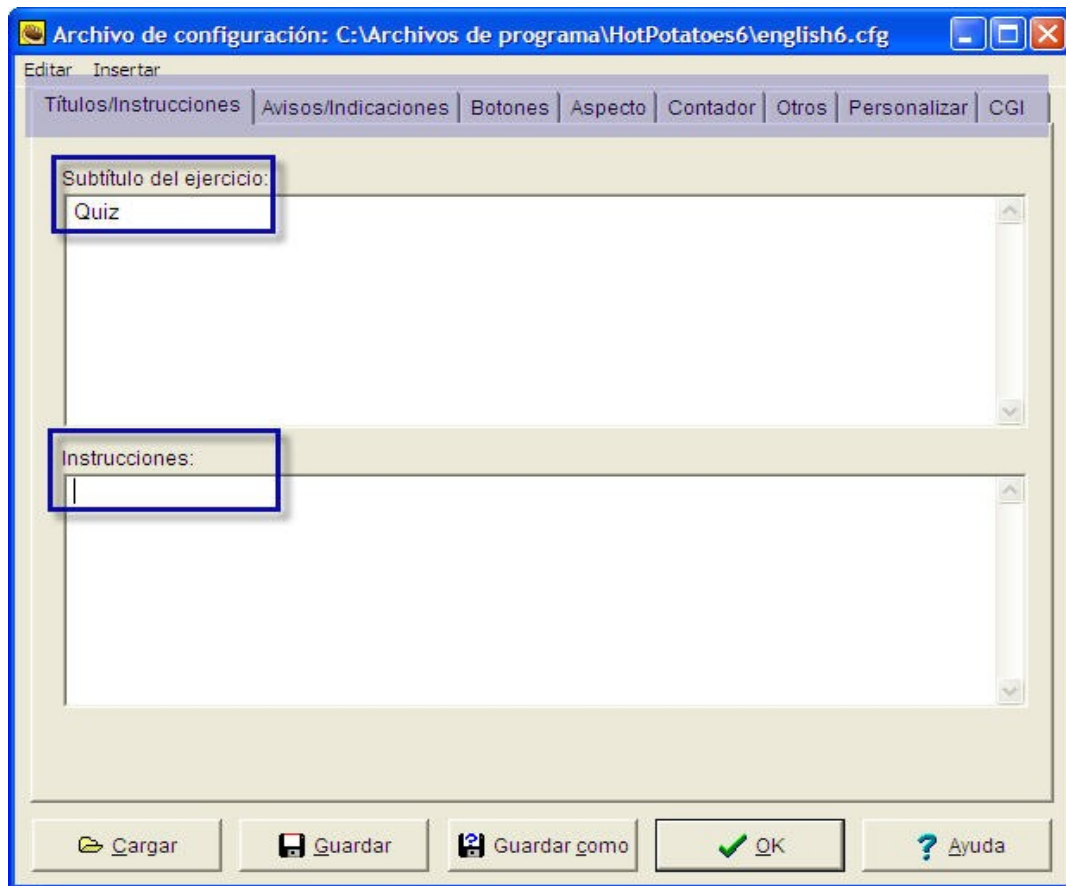 Archivo de configuración: C:\Archivos de programa\HotPotatoes6\english6.cfg
Editar Insertar
Títulos/Instrucciones Avisos/Indicaciones Botones Aspecto Contador Otros Personalizar CGI
Subtítulo del ejercicio:
Quiz
Instrucciones:
Cargar Guardar Guardar como OK Ayuda